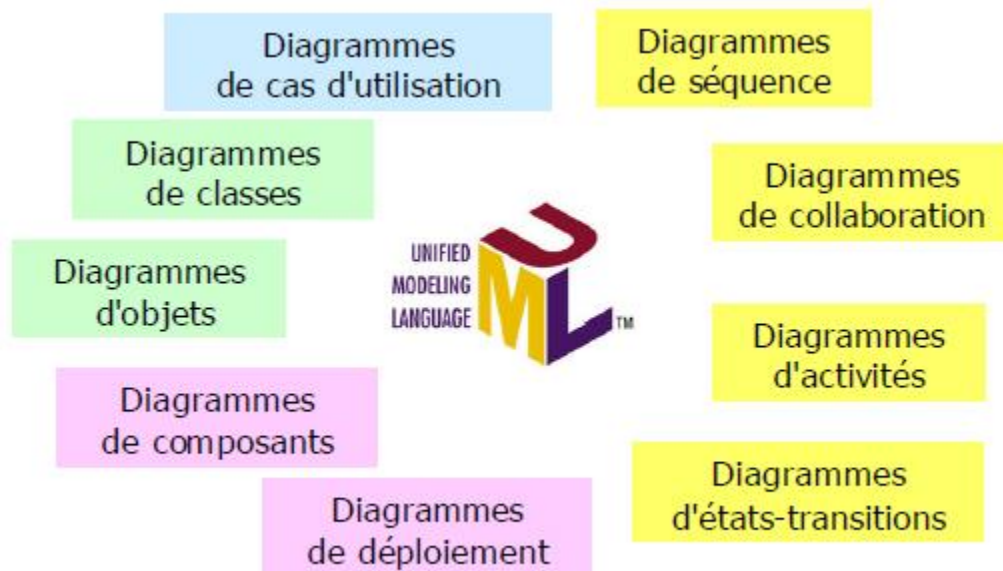 Diagrammes
de cas d'utilisation
Diagrammes
de séquence
Diagrammes
de classes
Diagrammes
de collaboration
UNIFIED
MODELING
LANGUAGE
UML TM
Diagrammes
d'objets
Diagrammes
d'activités
Diagrammes
de composants
Diagrammes
d'états-transitions
Diagrammes
de déploiement